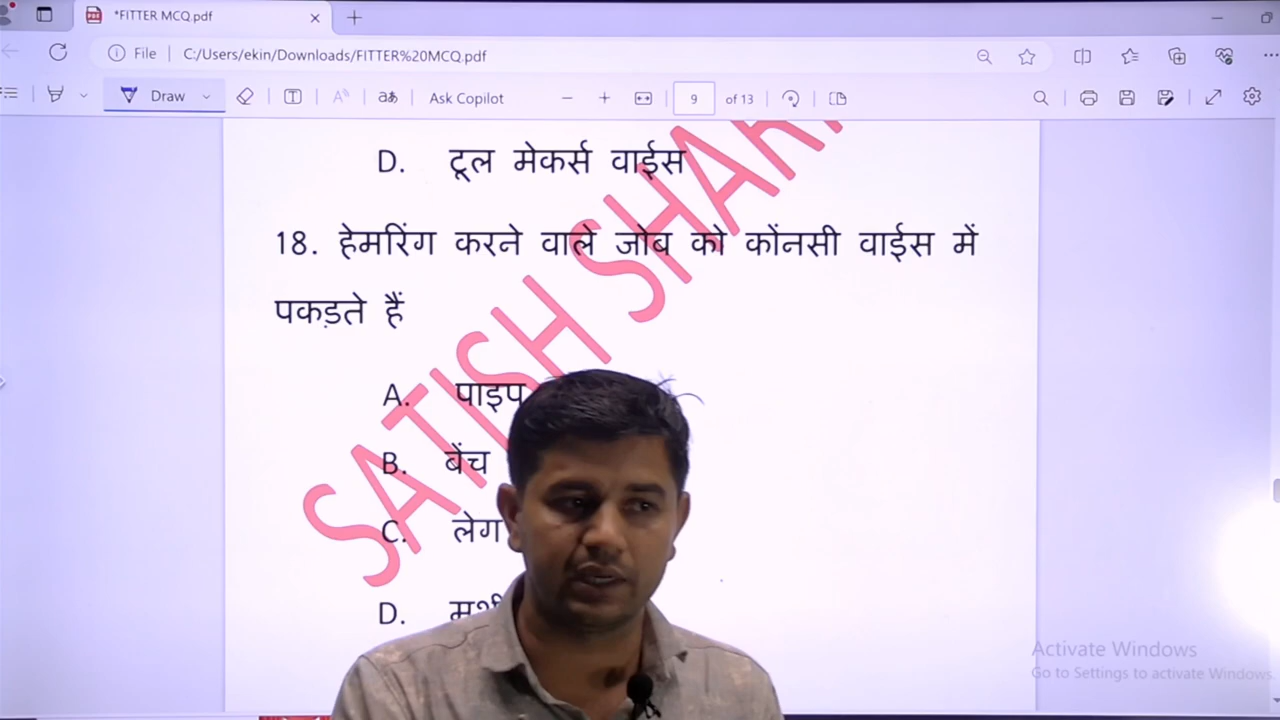 *FITTER MCQ.pdf
File
C:/Users/ekin/Downloads/FITTER%20MCQ.pdf
Draw
Ask Copilot
9 of 13
D. टूल मेकर्स वाईस
18. हेमरिंग करने वाले जोब को कोंनसी वाईस में
पकड़ते हैं
A. पाइप
B. बेंच
C. लेग
D.
SATISH
Activate Windows
Go to Settings to activate Windows.